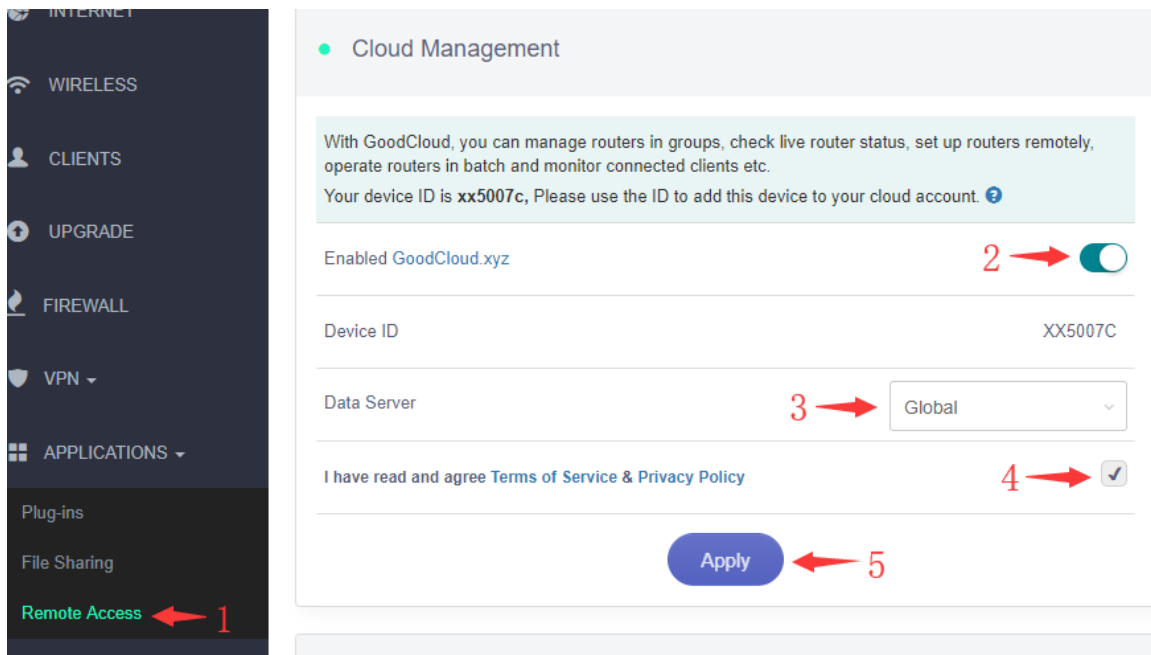 INTERNET
WIRELESS
CLIENTS
UPGRADE
FIREWALL
VPN
APPLICATIONS
Plug-ins
File Sharing
Remote Access 1
Cloud Management
With GoodCloud, you can manage routers in groups, check live router status, set up routers remotely,
operate routers in batch and monitor connected clients etc.
Your device ID is xx5007c, Please use the ID to add this device to your cloud account. ?
Enabled GoodCloud.xyz 2
Device ID XX5007C
Data Server 3 Global
I have read and agree Terms of Service & Privacy Policy 4
Apply 5